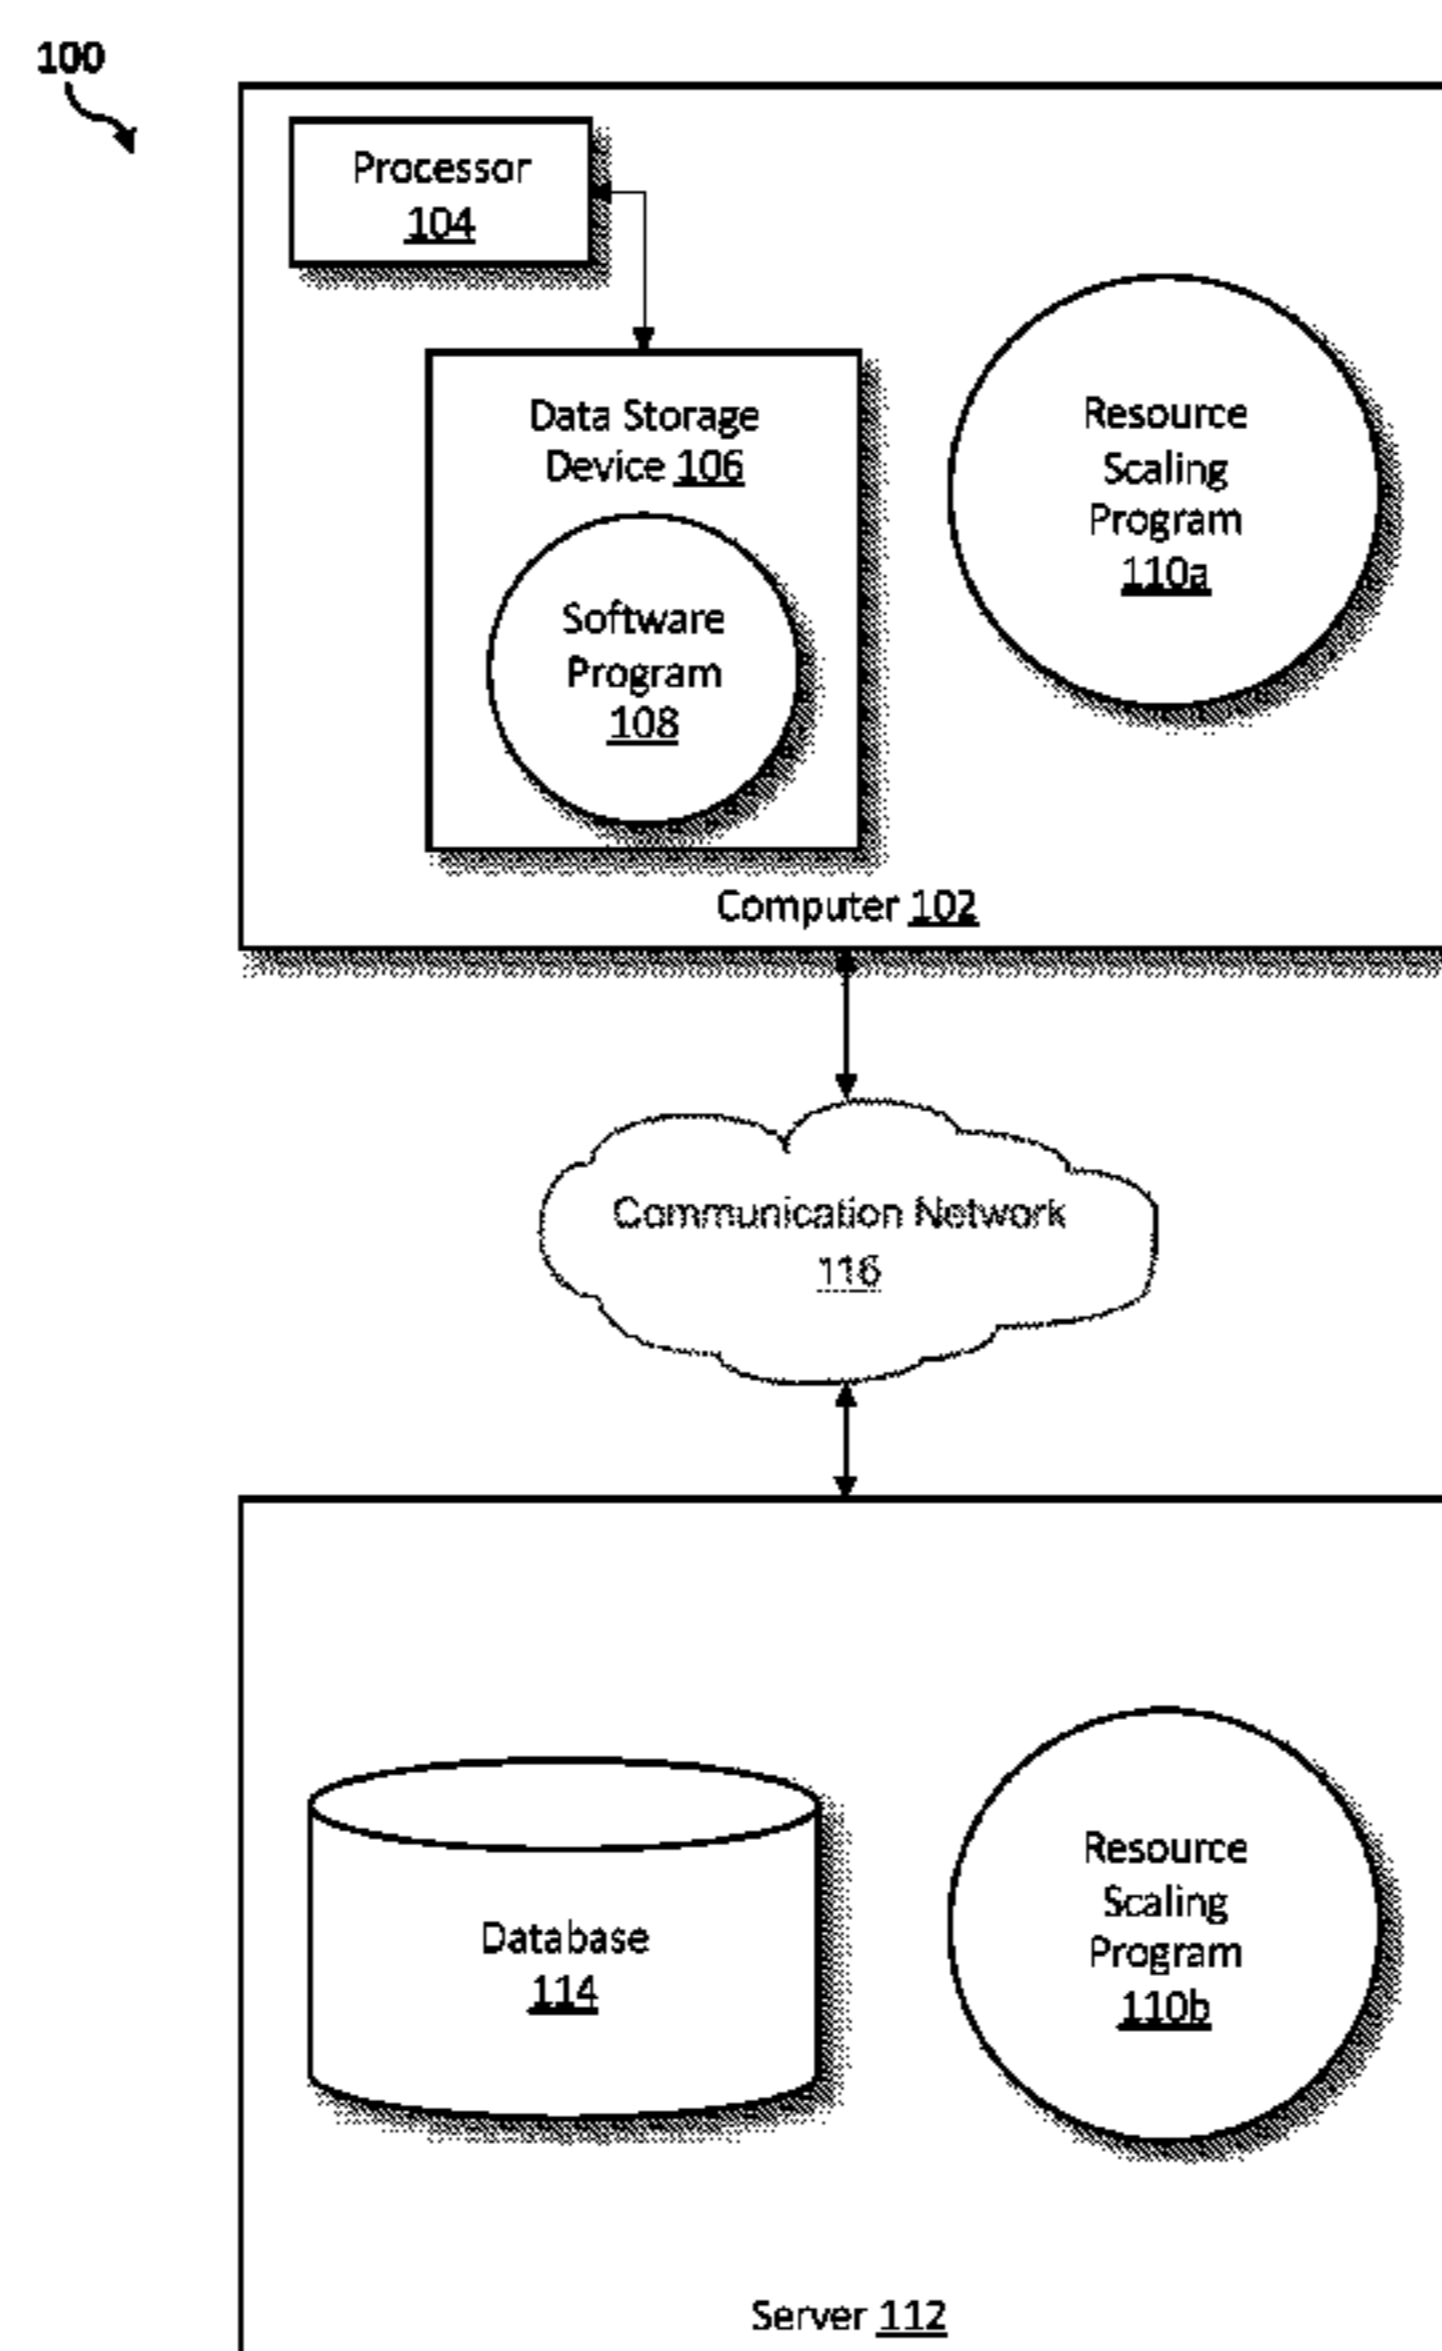 100
Processor
104
Data Storage
Device 106
Software
Program
108
Resource
Scaling
Program
110a
Computer 102
Communication Network
116
Database
114
Resource
Scaling
Program
110b
Server 112